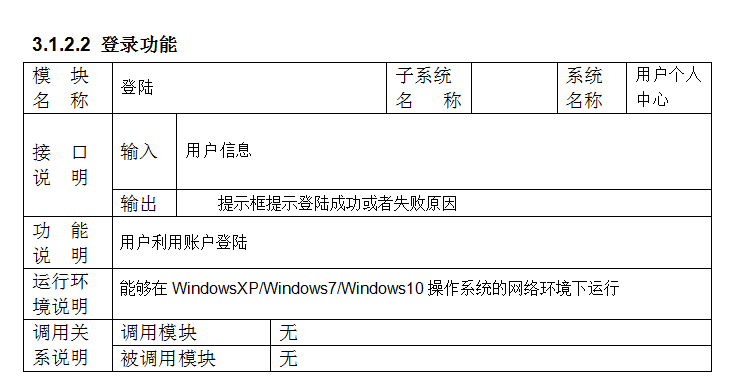 3.1.2.2 登录功能
模 块 登陆 子系统 系统 用户个人
名 称 名 称 名称 中心
接 口 输入 用户信息
说 明
输出 提示框提示登陆成功或者失败原因
功 能 用户利用账户登陆
说 明
运行环 能够在 WindowsXP/Windows7/Windows10 操作系统的网络环境下运行
境说明
调用关 调用模块 无
系说明 被调用模块 无